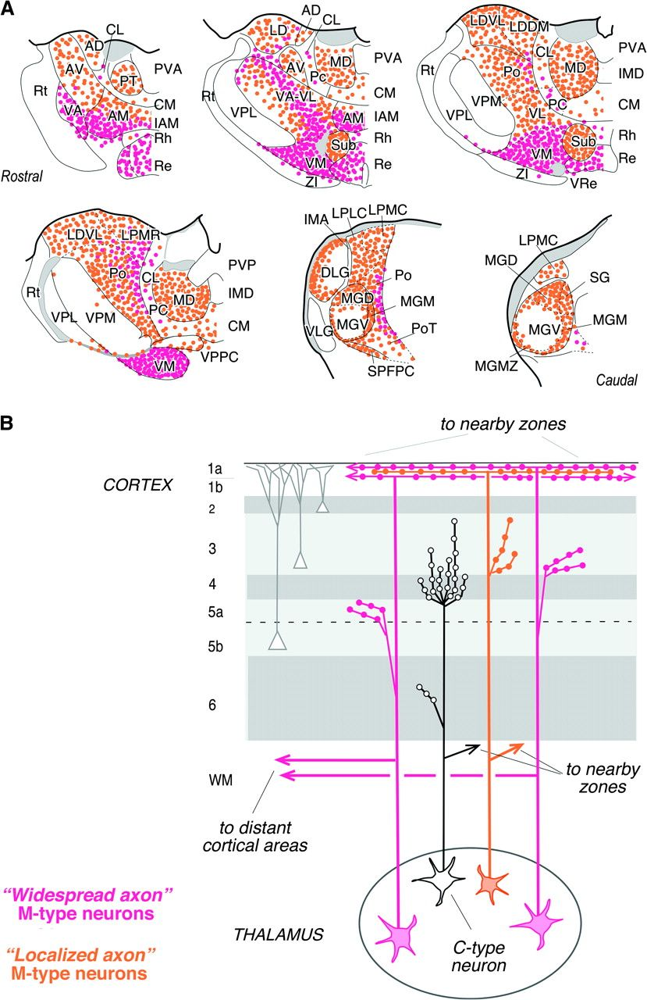 A
AD
CL
AV
PT
PVA
Rt
VA
AM
CM
IAM
Rh
Re
Rostral
AD
CL
LD
AV
Pc
MD
PVA
Rt
VPL
VA-VL
CM
AM
IAM
Sub
Rh
VM
Re
ZI
LDVL
LDDM
CL
PVA
Rt
Po
MD
IMD
VPM
PC
CM
VPL
VL
Sub
Rh
VM
Re
ZI
VRe
LDVL
LPMR
Po
CL
PVP
Rt
MD
IMD
VPL
VPM
PC
CM
VPPC
VM
IMA
LPLC
LPMC
DLG
Po
MGD
MGM
VLG
MGV
PoT
SPFPC
LPMC
MGD
SG
MGV
MGM
MGMZ
Caudal
B
to nearby zones
CORTEX
1a
1b
2
3
4
5a
5b
6
WM
to nearby
zones
to distant
cortical areas
“Widespread axon”
M-type neurons
THALAMUS
C-type
neuron
“Localized axon”
M-type neurons